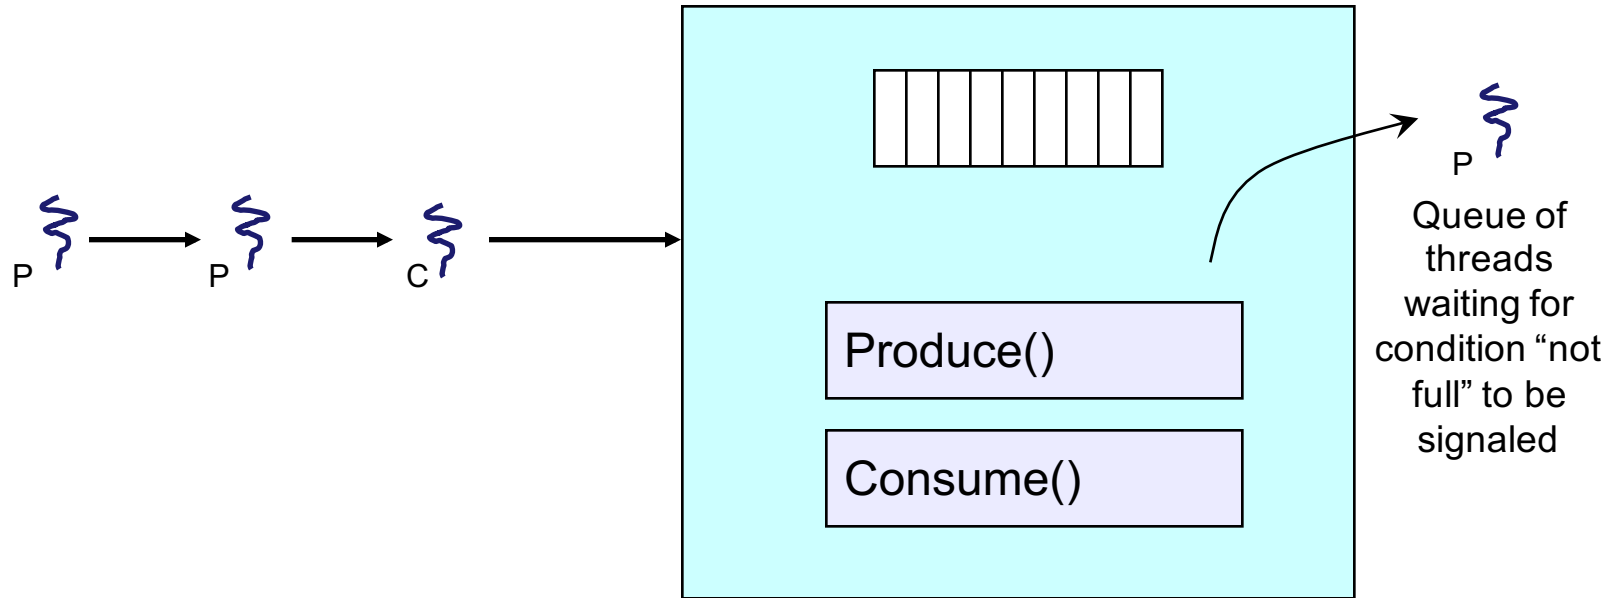 P
P
C
Produce()
Consume()
P
Queue of
threads
waiting for
condition “not
full” to be
signaled